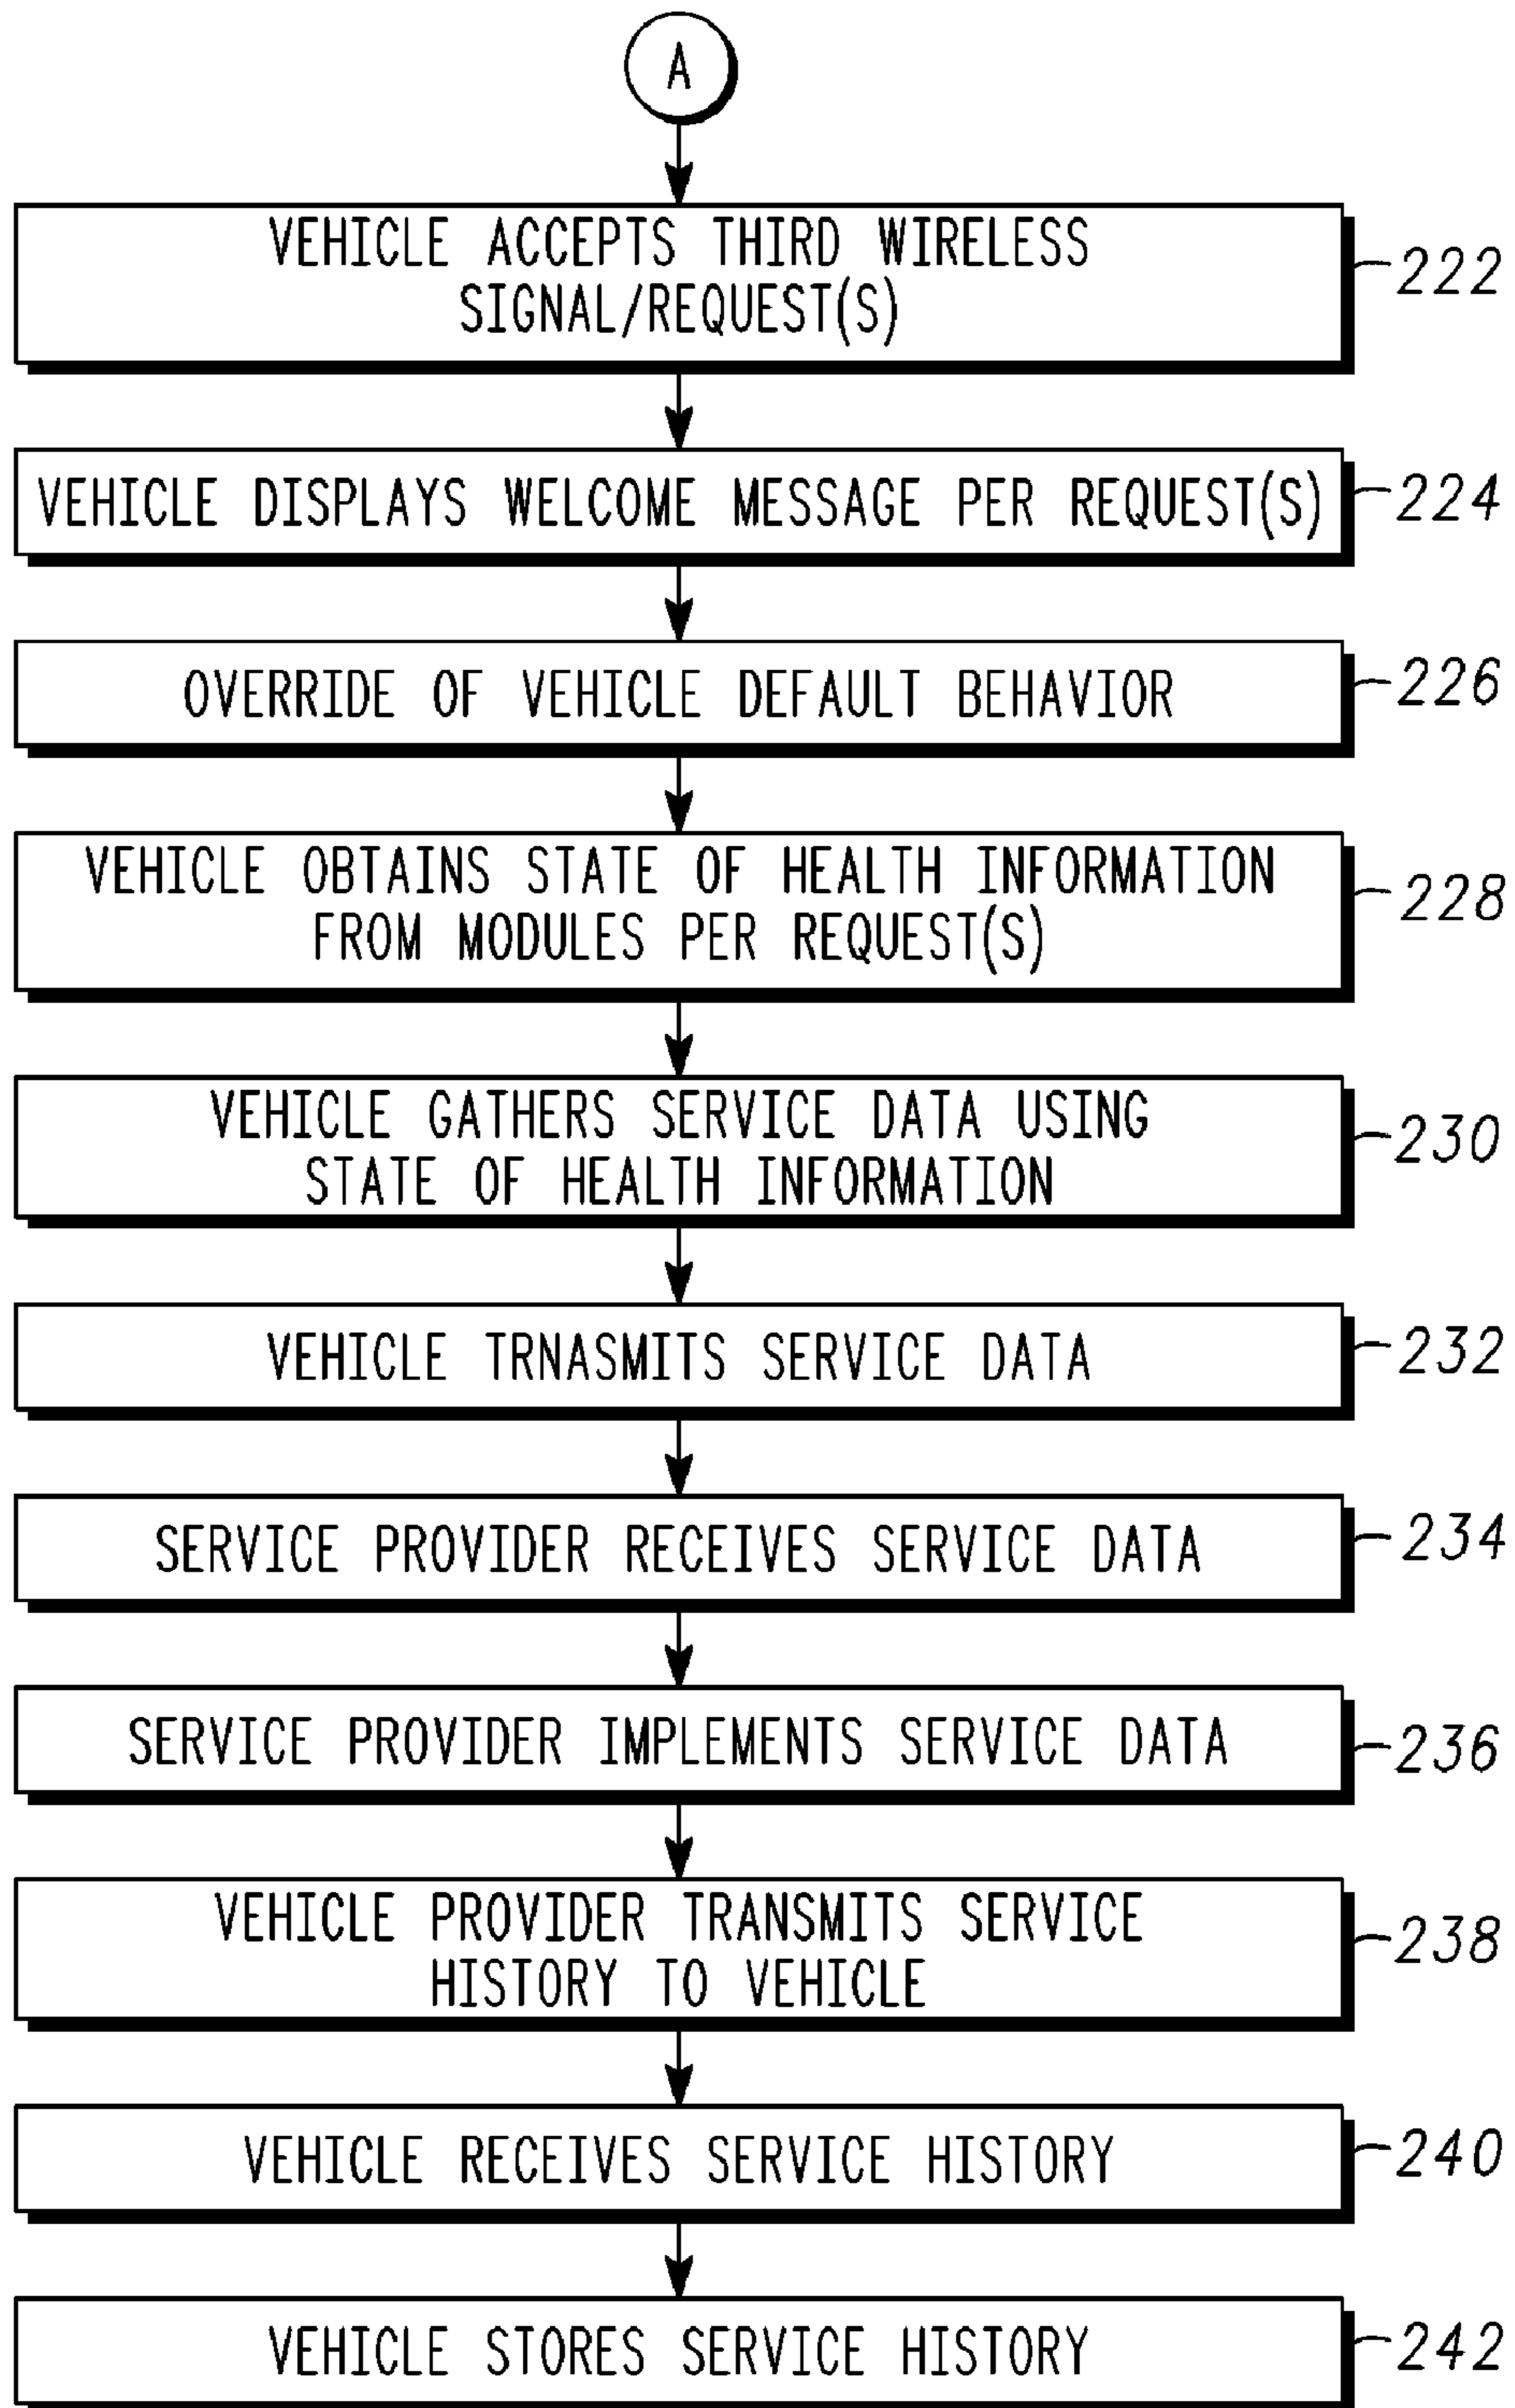 A
VEHICLE ACCEPTS THIRD WIRELESS
SIGNAL/REQUEST(S)
222
VEHICLE DISPLAYS WELCOME MESSAGE PER REQUEST(S)
224
OVERRIDE OF VEHICLE DEFAULT BEHAVIOR
226
VEHICLE OBTAINS STATE OF HEALTH INFORMATION
FROM MODULES PER REQUEST(S)
228
VEHICLE GATHERS SERVICE DATA USING
STATE OF HEALTH INFORMATION
230
VEHICLE TRNASMITS SERVICE DATA
232
SERVICE PROVIDER RECEIVES SERVICE DATA
234
SERVICE PROVIDER IMPLEMENTS SERVICE DATA
236
VEHICLE PROVIDER TRANSMITS SERVICE
HISTORY TO VEHICLE
238
VEHICLE RECEIVES SERVICE HISTORY
240
VEHICLE STORES SERVICE HISTORY
242